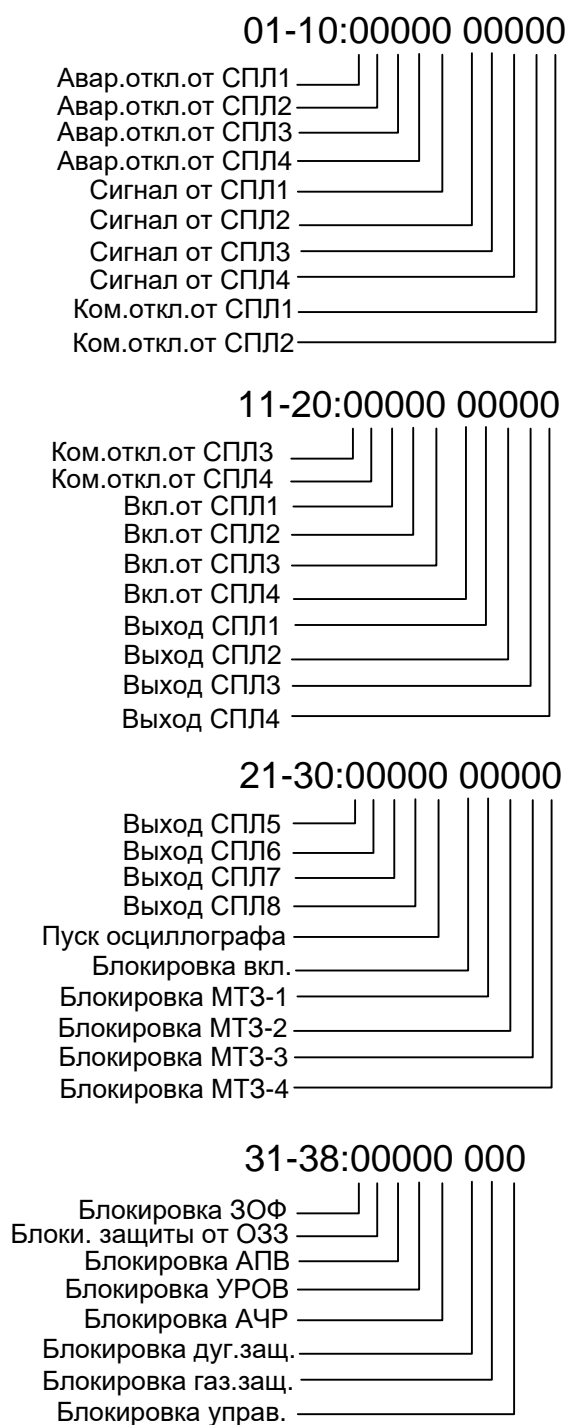 01-10:00000 00000
Авар.откл.от СПЛ1
Авар.откл.от СПЛ2
Авар.откл.от СПЛ3
Авар.откл.от СПЛ4
Сигнал от СПЛ1
Сигнал от СПЛ2
Сигнал от СПЛ3
Сигнал от СПЛ4
Ком.откл.от СПЛ1
Ком.откл.от СПЛ2
11-20:00000 00000
Ком.откл.от СПЛ3
Ком.откл.от СПЛ4
Вкл.от СПЛ1
Вкл.от СПЛ2
Вкл.от СПЛ3
Вкл.от СПЛ4
Выход СПЛ1
Выход СПЛ2
Выход СПЛ3
Выход СПЛ4
21-30:00000 00000
Выход СПЛ5
Выход СПЛ6
Выход СПЛ7
Выход СПЛ8
Пуск осциллографа
Блокировка вкл.
Блокировка МТЗ-1
Блокировка МТЗ-2
Блокировка МТЗ-3
Блокировка МТЗ-4
31-38:00000 000
Блокировка ЗОФ
Блоки. защиты от ОЗЗ
Блокировка АПВ
Блокировка УРОВ
Блокировка АЧР
Блокировка дуг.защ.
Блокировка газ.защ.
Блокировка управ.